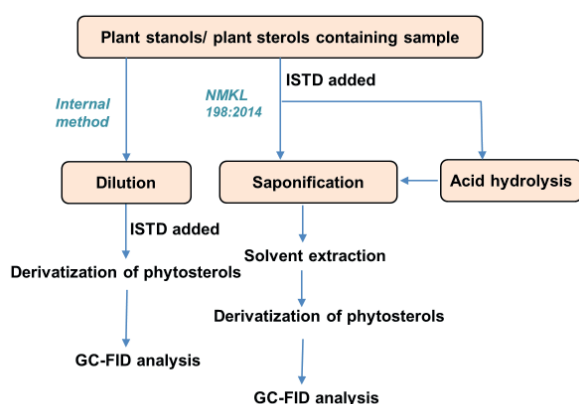 Plant stanols/ plant sterols containing sample
ISTD added
Internal
method
NMKL
198:2014
Dilution
Saponification
Acid hydrolysis
ISTD added
Solvent extraction
Derivatization of phytosterols
Derivatization of phytosterols
GC-FID analysis
GC-FID analysis